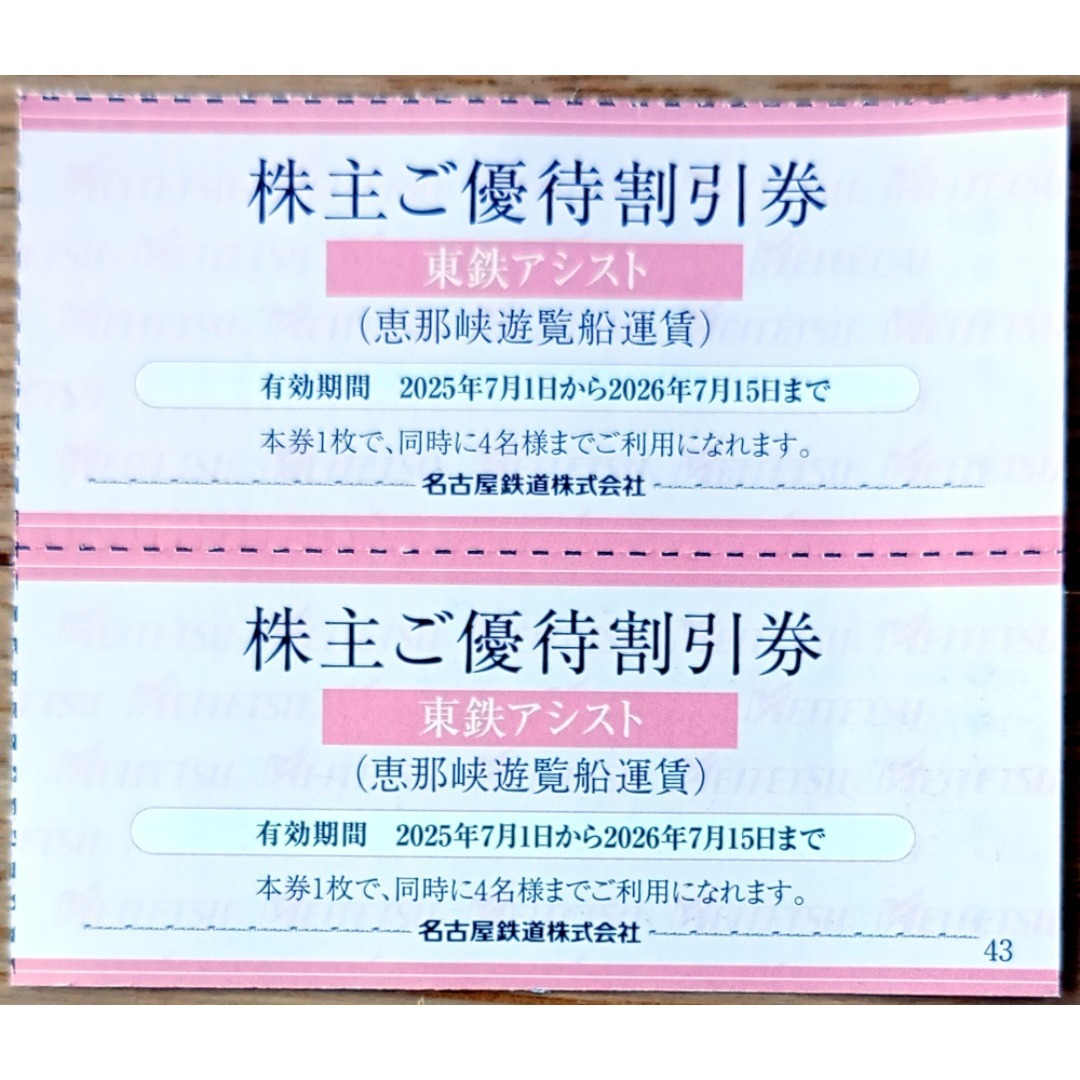 株主ご優待割引券
東鉄アシスト
(恵那峡遊覧船運賃)
有効期間 2025年7月1日から2026年7月15日まで
本券1枚で、同時に4名様までご利用になれます。
名古屋鉄道株式会社
株主ご優待割引券
東鉄アシスト
(恵那峡遊覧船運賃)
有効期間 2025年7月1日から2026年7月15日まで
本券1枚で、同時に4名様までご利用になれます。
名古屋鉄道株式会社
43